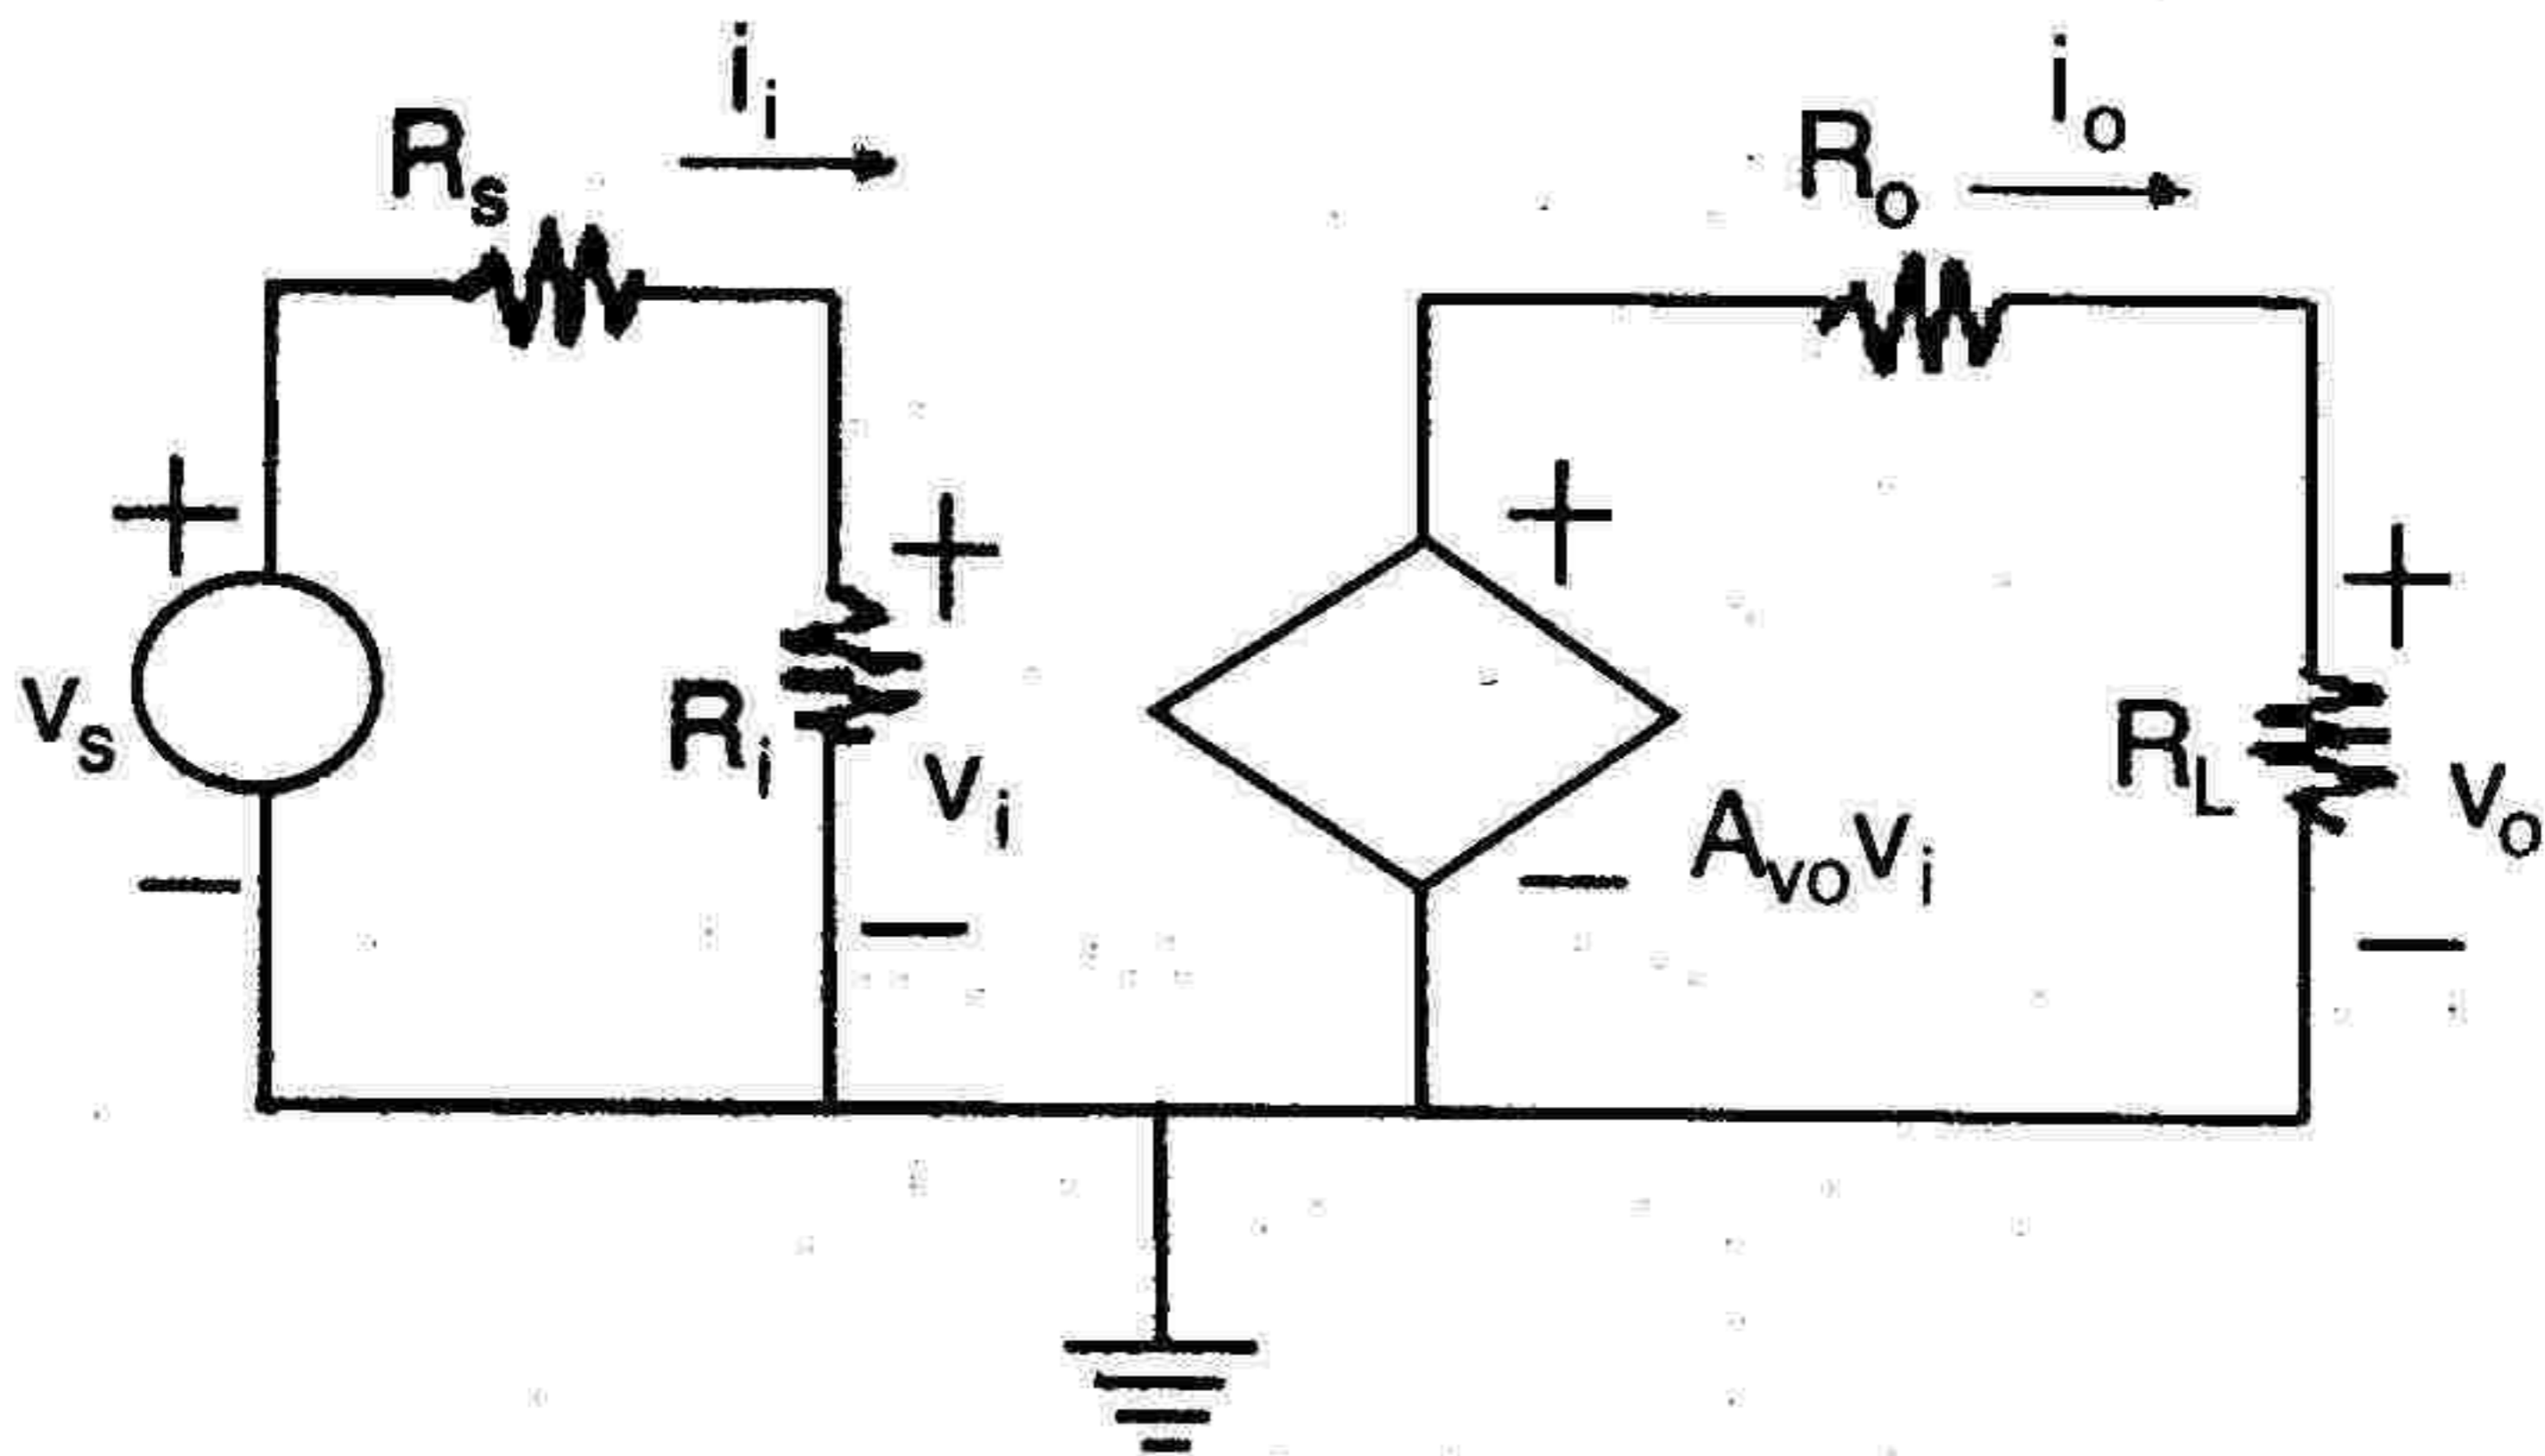 i_i
R_s
R_o
i_o
+
+
+
+
v_s
R_i
v_i
A_vo v_i
R_L
v_o
−
−
−
−